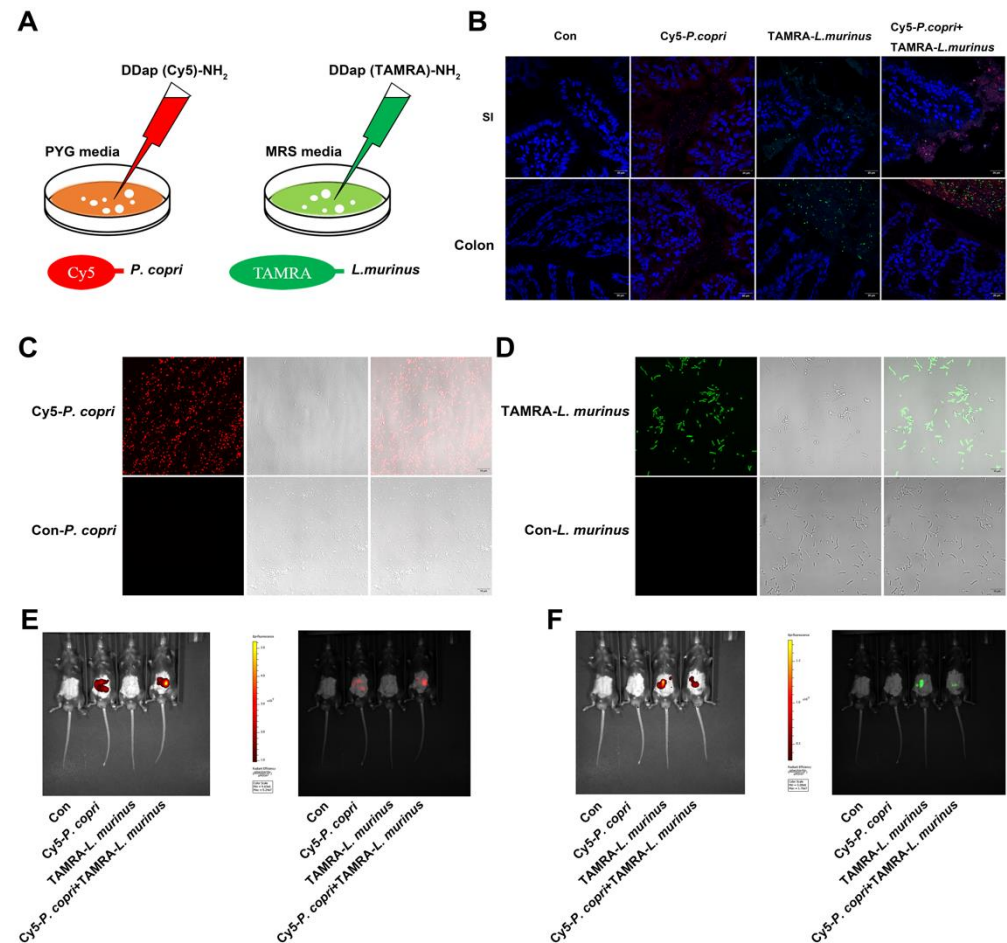 A
DDap (Cy5)-NH₂
DDap (TAMRA)-NH₂
PYG media
MRS media
Cy5
P. copri
TAMRA
L.murinus
B
Con
Cy5-P.copri
TAMRA-L.murinus
Cy5-P.copri+
TAMRA-L.murinus
SI
Colon
C
Cy5-P. copri
Con-P. copri
D
TAMRA-L. murinus
Con-L. murinus
E
Con
Cy5-P. copri
TAMRA-L. murinus
Cy5-P. copri+TAMRA-L. murinus
Cy5-P. copri
TAMRA-L. murinus
Cy5-P. copri+TAMRA-L. murinus
F
Con
Cy5-P. copri
TAMRA-L. murinus
Cy5-P. copri+TAMRA-L. murinus
Con
Cy5-P. copri
TAMRA-L. murinus
Cy5-P. copri+TAMRA-L. murinus